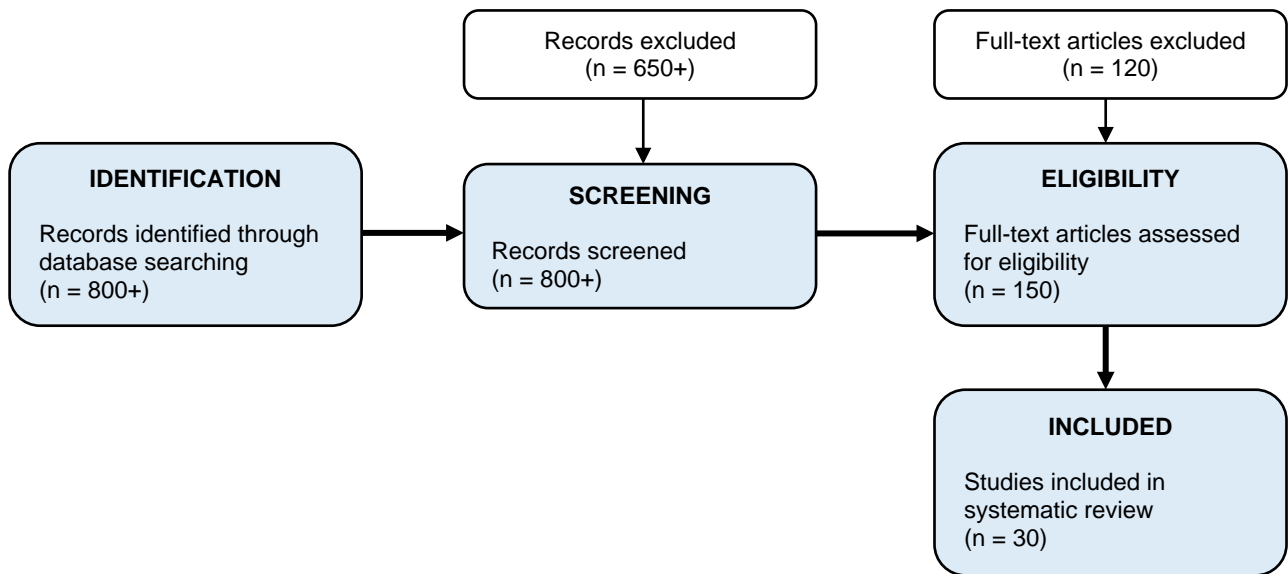 Records excluded
(n = 650+)
Full-text articles excluded
(n = 120)
IDENTIFICATION
Records identified through
database searching
(n = 800+)
SCREENING
Records screened
(n = 800+)
ELIGIBILITY
Full-text articles assessed
for eligibility
(n = 150)
INCLUDED
Studies included in
systematic review
(n = 30)